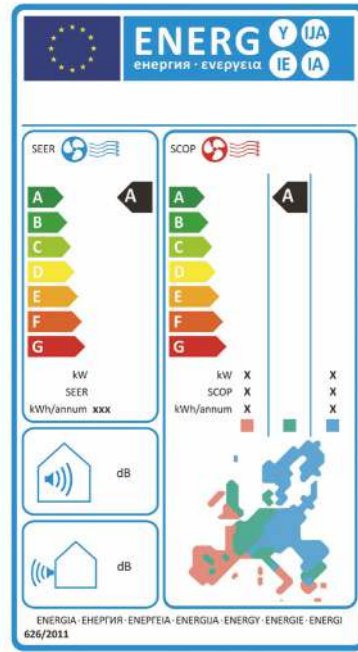 ENERG
Y IJA
IE IA
енергия · ενεργεια
SEER
A
B
C
D
E
F
G
A
kW
SEER
kWh/annum xxx
SCOP
A
B
C
D
E
F
G
A
kW X X
SCOP X X
kWh/annum X X
dB
dB
ENERGIA · ЕНЕРГИЯ · ΕΝΕΡΓΕΙΑ · ENERGIJA · ENERGY · ENERGIE · ENERGI
626/2011